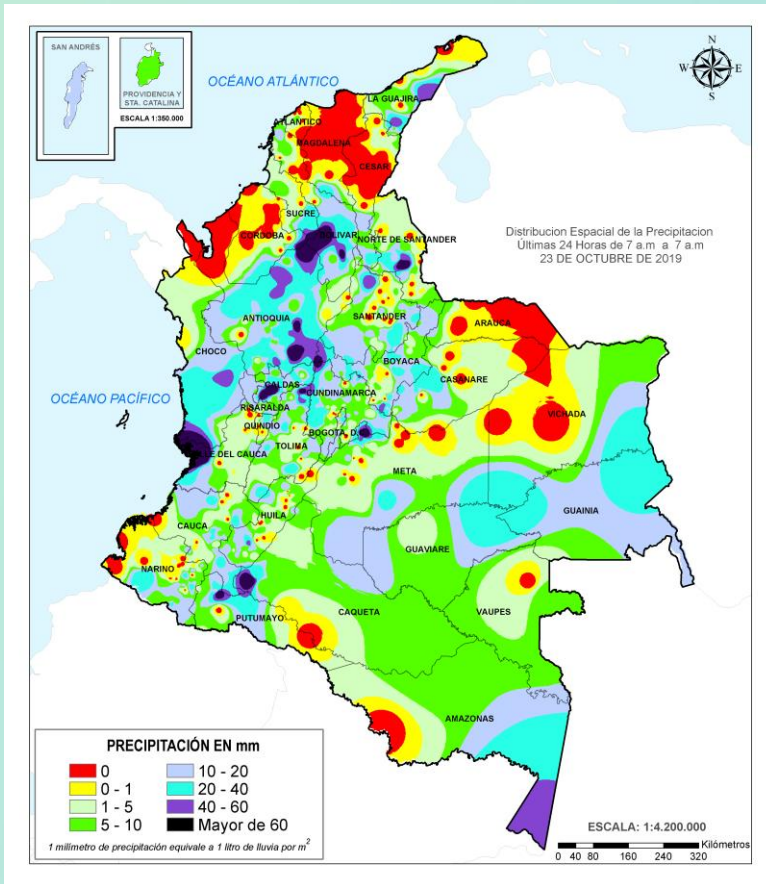 SAN ANDRÉS
PROVIDENCIA Y
STA. CATALINA
ESCALA 1:350.000
OCÉANO ATLÁNTICO
N
W
E
S
LA GUAJIRA
ATLANTICO
MAGDALENA
CESAR
SUCRE
CORDOBA
BOLIVAR
NORTE DE SANTANDER
Distribucion Espacial de la Precipitacion
Últimas 24 Horas de 7 a.m a 7 a.m
23 DE OCTUBRE DE 2019
ANTIOQUIA
SANTANDER
ARAUCA
CHOCO
BOYACA
CASANARE
OCÉANO PACÍFICO
CALDAS
CUNDINAMARCA
RISARALDA
VICHADA
QUINDIO
BOGOTA, D.
TOLIMA
LLE DEL CAUCA
META
GUAINIA
CAUCA
HUILA
GUAVIARE
NARINO
CAQUETA
VAUPES
PUTUMAYO
AMAZONAS
PRECIPITACIÓN EN mm
0
10 - 20
0 - 1
20 - 40
1 - 5
40 - 60
5 - 10
Mayor de 60
1 milimetro de precipitación equivale a 1 litro de lluvia por m²
ESCALA: 1:4.200.000
Kilómetros
0 40 80 160 240 320